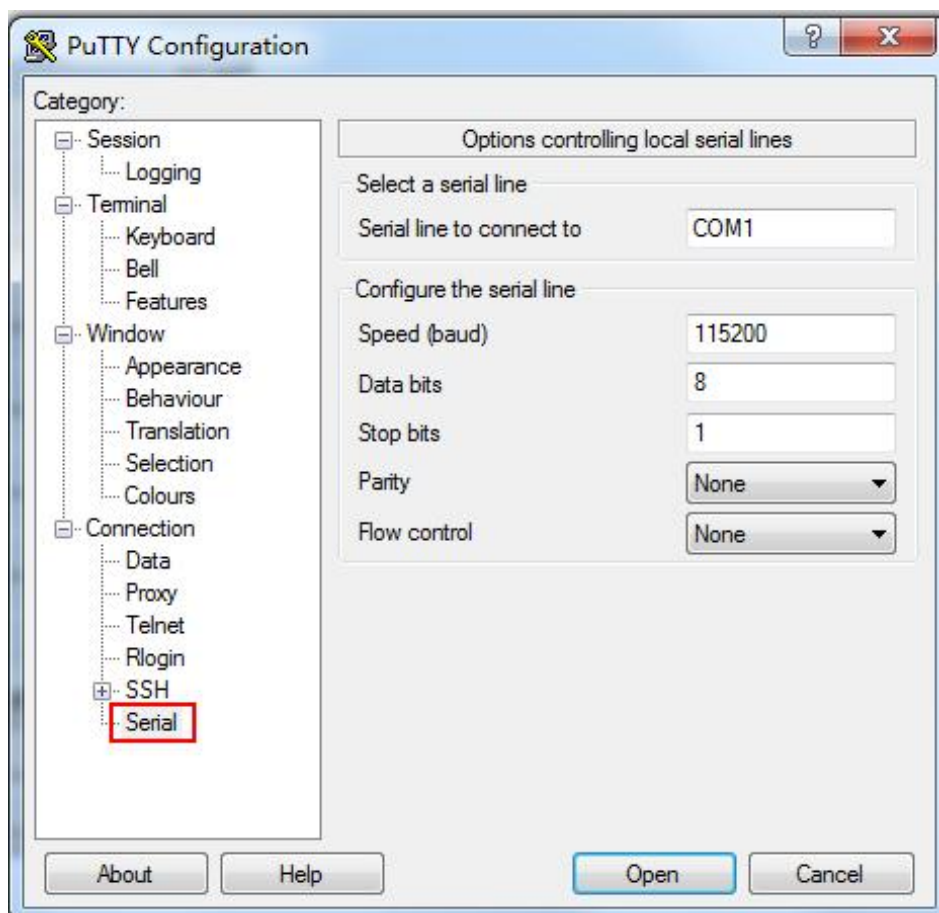 PuTTY Configuration
Category:
Session
Logging
Terminal
Keyboard
Bell
Features
Window
Appearance
Behaviour
Translation
Selection
Colours
Connection
Data
Proxy
Telnet
Rlogin
SSH
Serial
Options controlling local serial lines
Select a serial line
Serial line to connect to COM1
Configure the serial line
Speed (baud) 115200
Data bits 8
Stop bits 1
Parity None
Flow control None
About Help Open Cancel